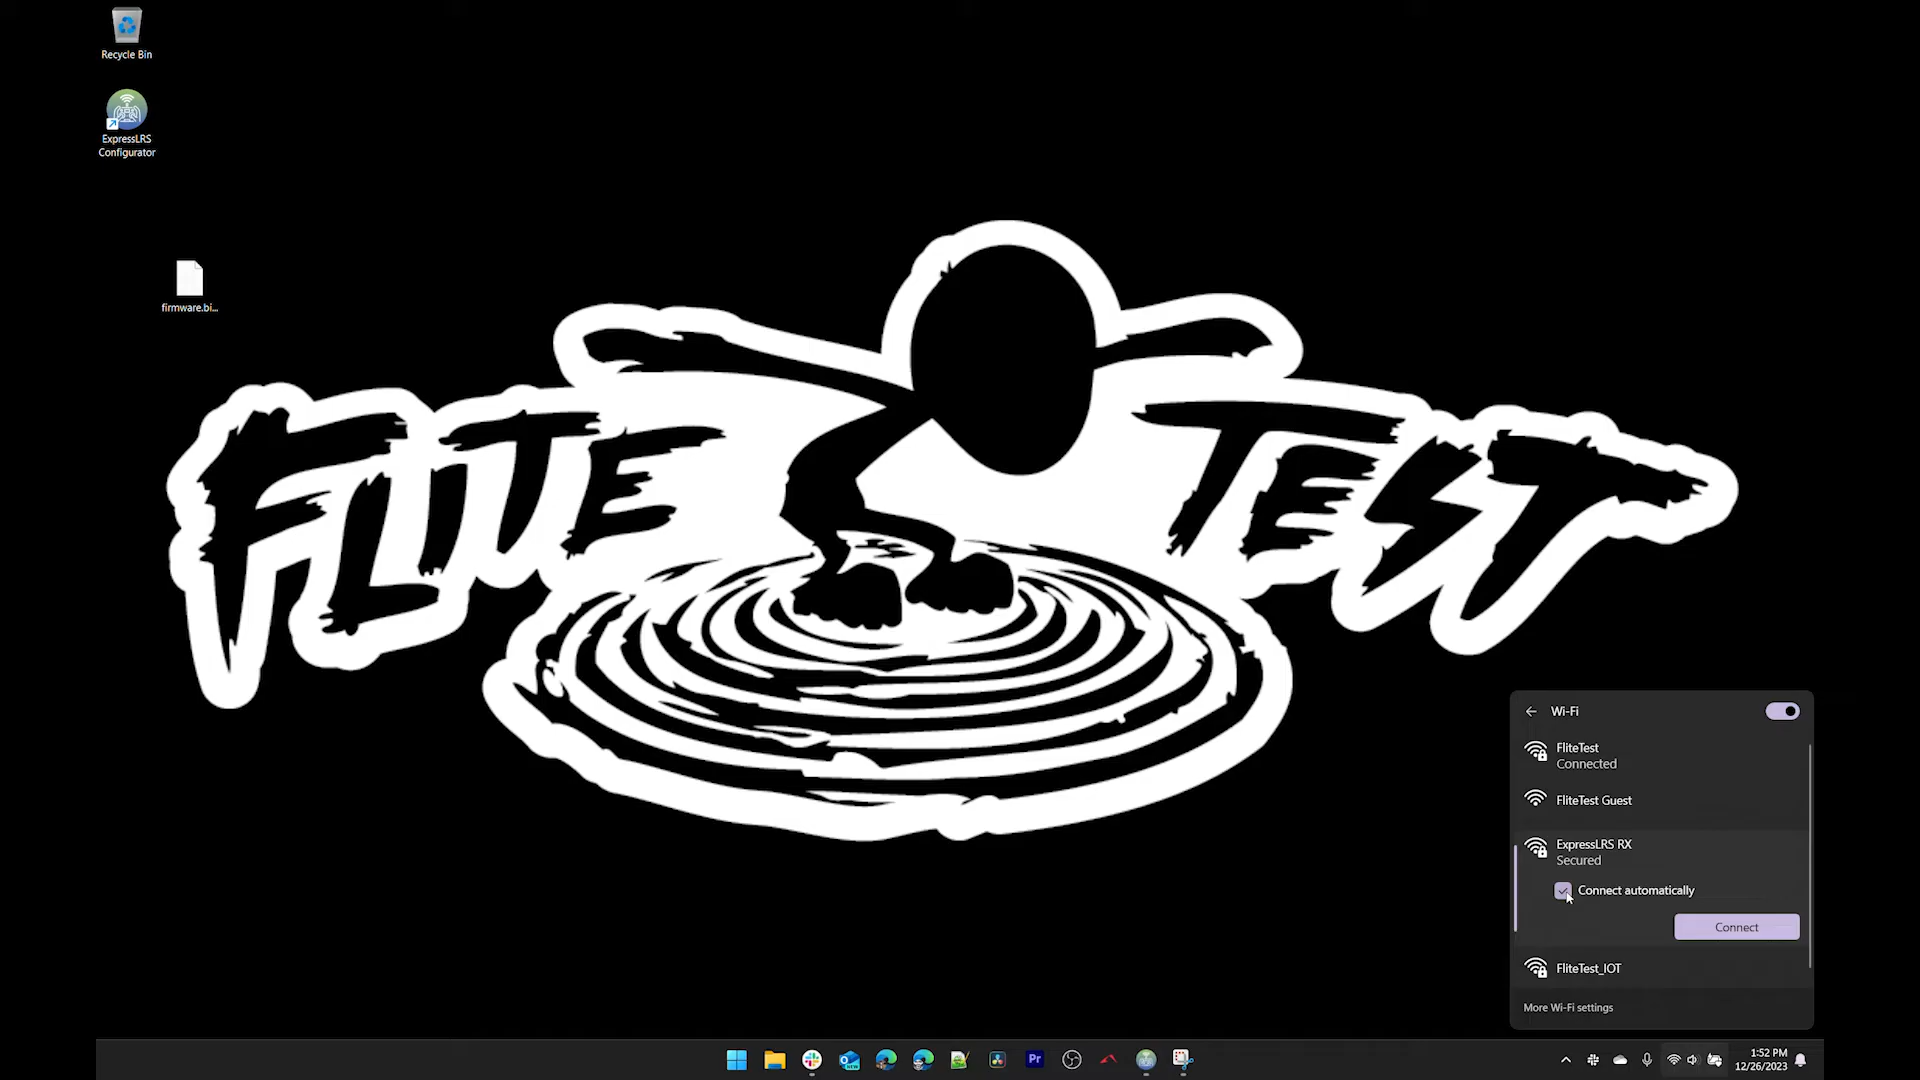 Recycle Bin
ExpressLRS
Configurator
firmware.bi...
FLITE TEST
Wi-Fi
FliteTest
Connected
FliteTest Guest
ExpressLRS RX
Secured
Connect automatically
Connect
FliteTest_IOT
More Wi-Fi settings
NEW
Pr
1:52 PM
12/26/2023